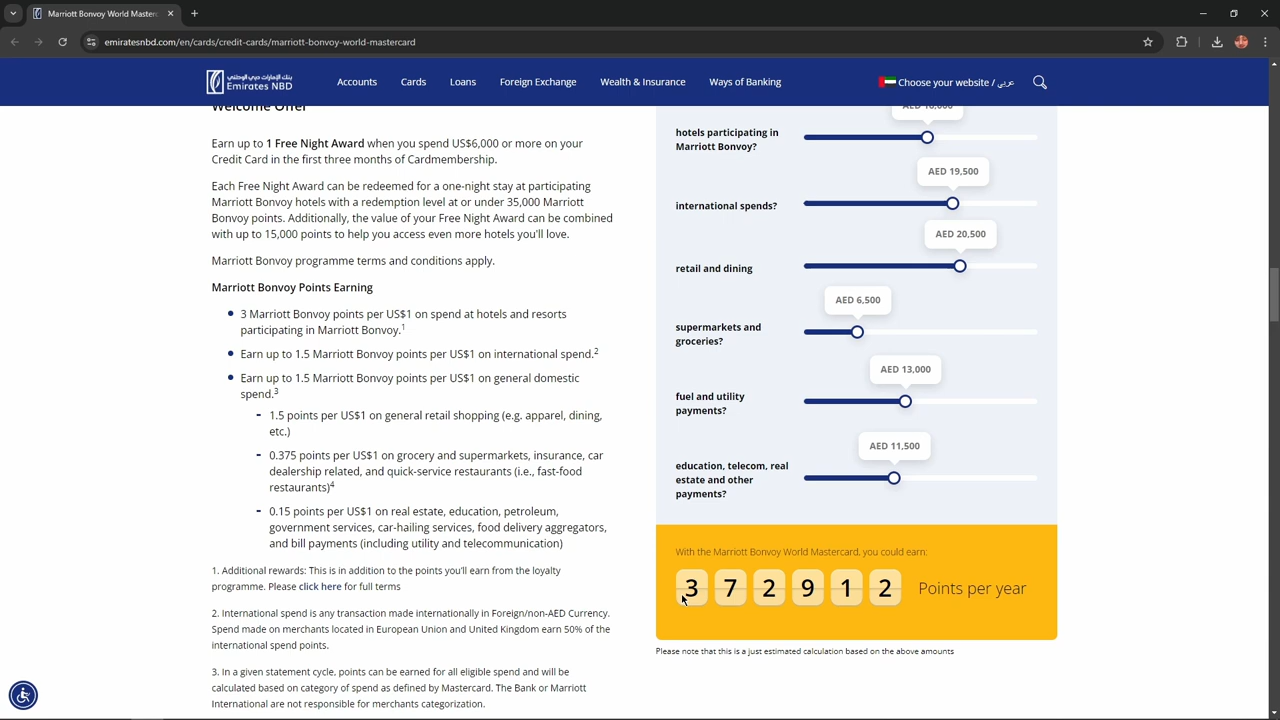 Marriott Bonvoy World Masterc
emiratesnbd.com/en/cards/credit-cards/marriott-bonvoy-world-mastercard
بنك الإمارات دبي الوطني
Emirates NBD
Accounts
Cards
Loans
Foreign Exchange
Wealth & Insurance
Ways of Banking
Choose your website / عربي
Welcome Offer
Earn up to 1 Free Night Award when you spend US$6,000 or more on your
Credit Card in the first three months of Cardmembership.
Each Free Night Award can be redeemed for a one-night stay at participating
Marriott Bonvoy hotels with a redemption level at or under 35,000 Marriott
Bonvoy points. Additionally, the value of your Free Night Award can be combined
with up to 15,000 points to help you access even more hotels you'll love.
Marriott Bonvoy programme terms and conditions apply.
Marriott Bonvoy Points Earning
3 Marriott Bonvoy points per US$1 on spend at hotels and resorts
participating in Marriott Bonvoy.1
Earn up to 1.5 Marriott Bonvoy points per US$1 on international spend.2
Earn up to 1.5 Marriott Bonvoy points per US$1 on general domestic
spend.3
- 1.5 points per US$1 on general retail shopping (e.g. apparel, dining,
etc.)
- 0.375 points per US$1 on grocery and supermarkets, insurance, car
dealership related, and quick-service restaurants (i.e., fast-food
restaurants)4
- 0.15 points per US$1 on real estate, education, petroleum,
government services, car-hailing services, food delivery aggregators,
and bill payments (including utility and telecommunication)
1. Additional rewards: This is in addition to the points you'll earn from the loyalty
programme. Please click here for full terms
2. International spend is any transaction made internationally in Foreign/non-AED Currency.
Spend made on merchants located in European Union and United Kingdom earn 50% of the
international spend points.
3. In a given statement cycle, points can be earned for all eligible spend and will be
calculated based on category of spend as defined by Mastercard. The Bank or Marriott
International are not responsible for merchants categorization.
hotels participating in
Marriott Bonvoy?
AED 19,500
international spends?
AED 20,500
retail and dining
AED 6,500
supermarkets and
groceries?
AED 13,000
fuel and utility
payments?
AED 11,500
education, telecom, real
estate and other
payments?
With the Marriott Bonvoy World Mastercard, you could earn:
3 7 2 9 1 2 Points per year
Please note that this is a just estimated calculation based on the above amounts